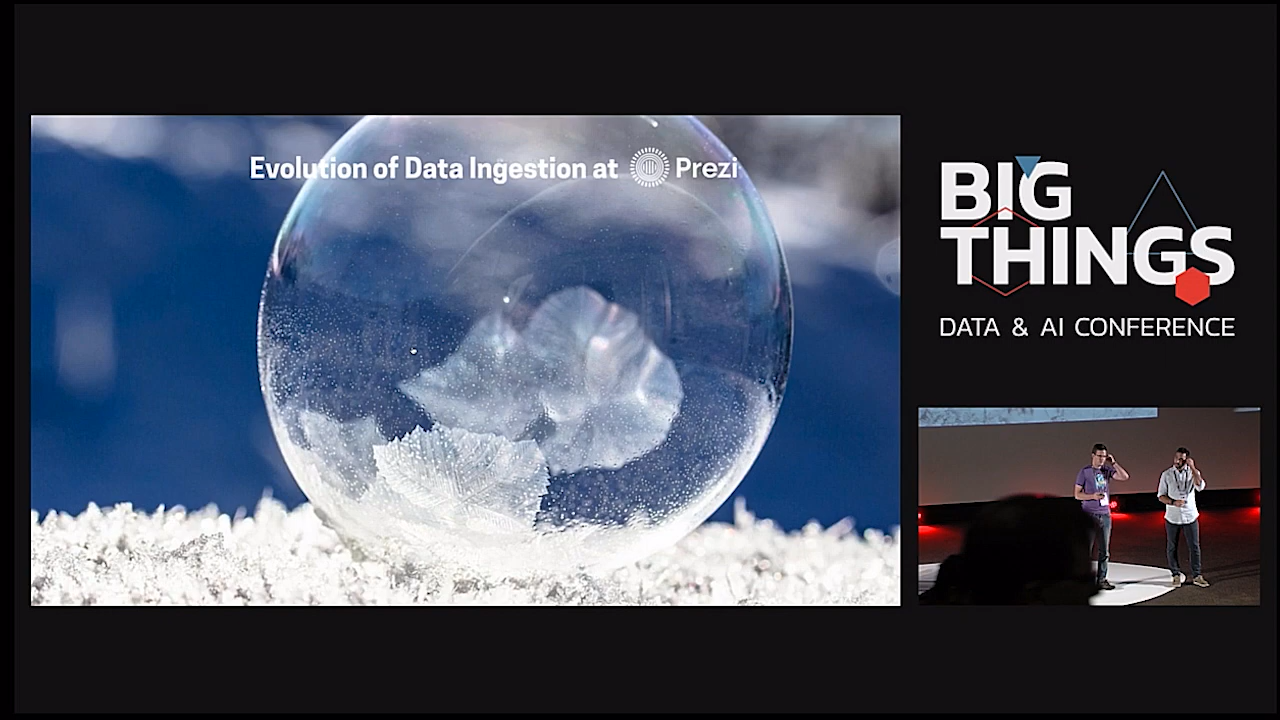 Evolution of Data Ingestion at Prezi
BIG
THINGS
DATA & AI CONFERENCE